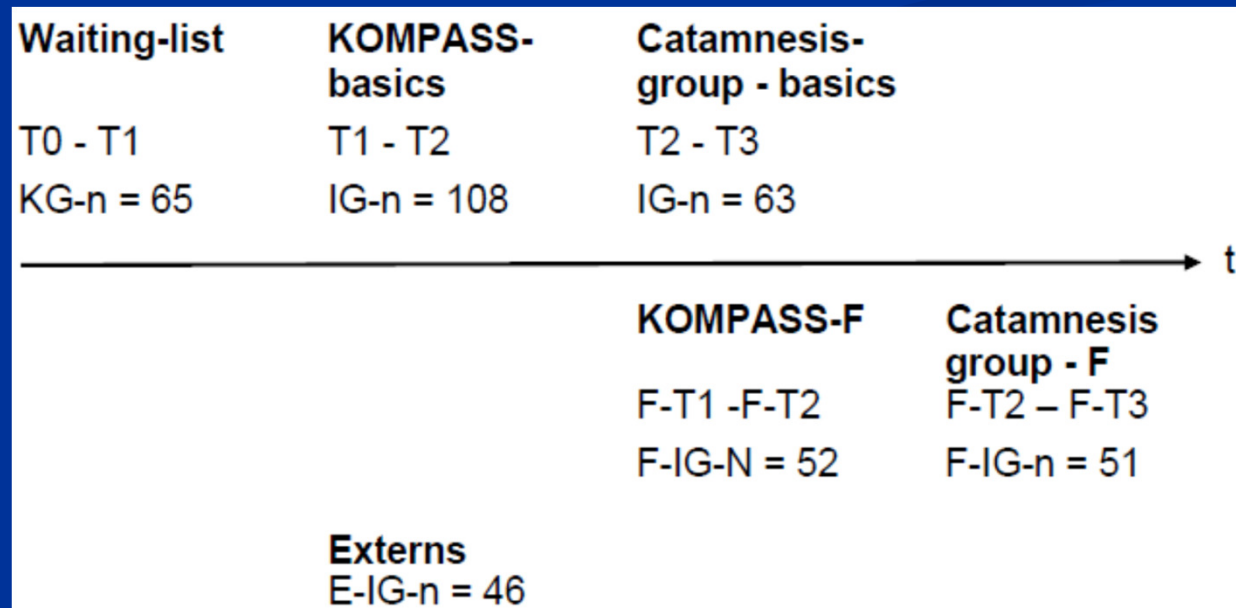 Waiting-list
KOMPASS-
basics
Catamnesis-
group - basics
T0 - T1
T1 - T2
T2 - T3
KG-n = 65
IG-n = 108
IG-n = 63
t
KOMPASS-F
Catamnesis
group - F
F-T1 -F-T2
F-T2 – F-T3
F-IG-N = 52
F-IG-n = 51
Externs
E-IG-n = 46